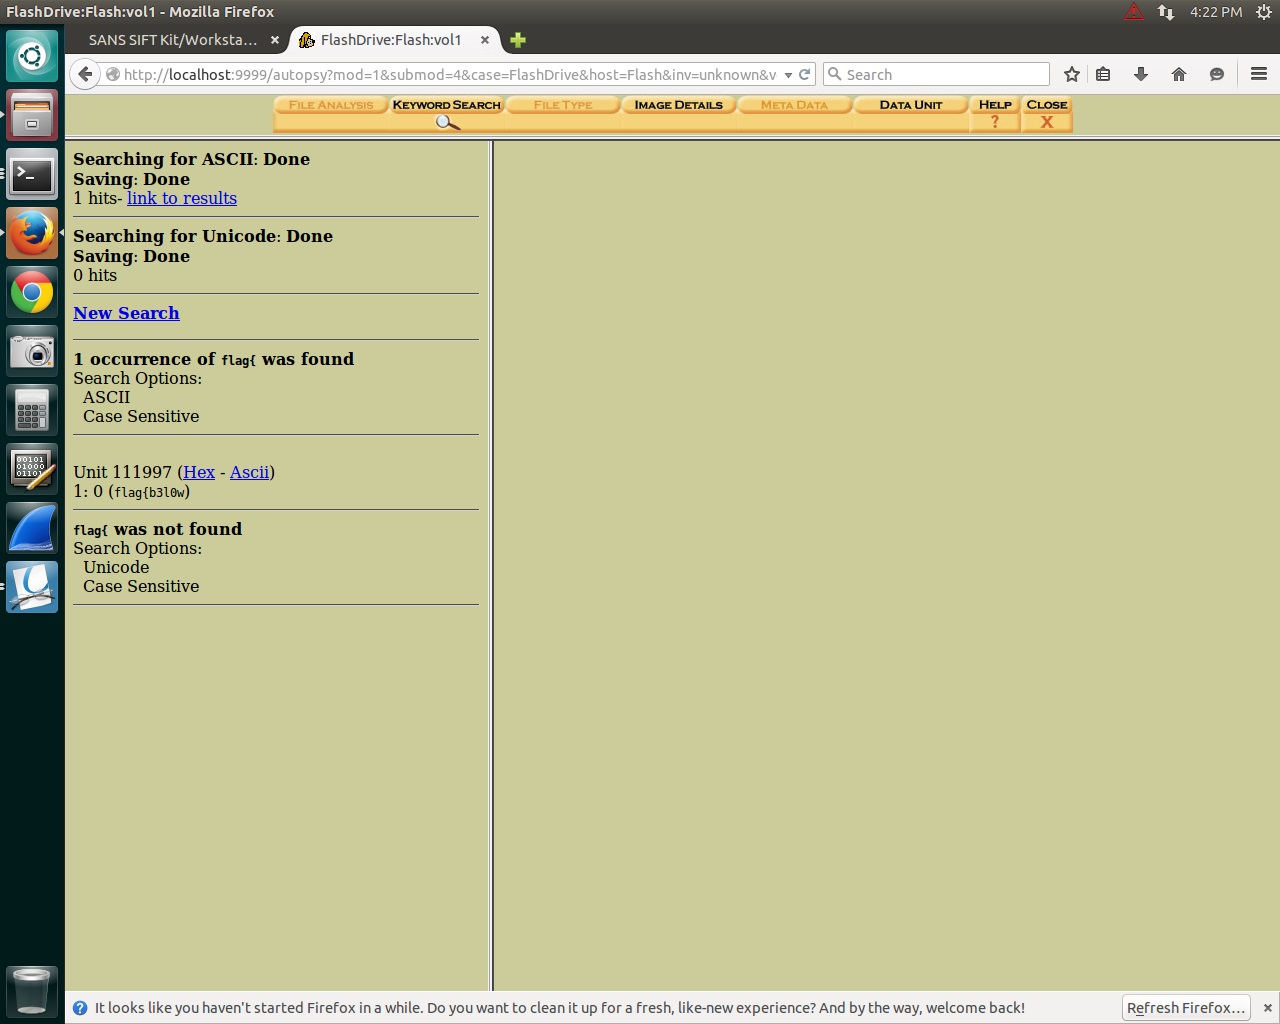 FlashDrive:Flash:vol1 - Mozilla Firefox
4:22 PM
SANS SIFT Kit/Worksta...
FlashDrive:Flash:vol1
http://localhost:9999/autopsy?mod=1&submod=4&case=FlashDrive&host=Flash&inv=unknown&v
Search
FILE ANALYSIS
KEYWORD SEARCH
FILE TYPE
IMAGE DETAILS
META DATA
DATA UNIT
HELP
CLOSE
?
X
Searching for ASCII: Done
Saving: Done
1 hits- link to results
Searching for Unicode: Done
Saving: Done
0 hits
New Search
1 occurrence of flag{ was found
Search Options:
ASCII
Case Sensitive
Unit 111997 (Hex - Ascii)
1: 0 (flag{b3l0w)
flag{ was not found
Search Options:
Unicode
Case Sensitive
It looks like you haven't started Firefox in a while. Do you want to clean it up for a fresh, like-new experience? And by the way, welcome back!
Refresh Firefox...